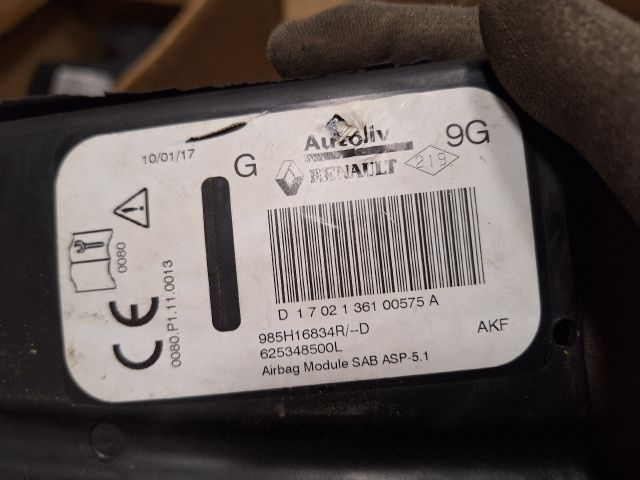 10/01/17
G
Autoliv
RENAULT
219
9G
0080
CE
0080.P1.11.0013
D 1 7 02 1 361 00575 A
985H16834R/--D
625348500L
AKF
Airbag Module SAB ASP-5.1